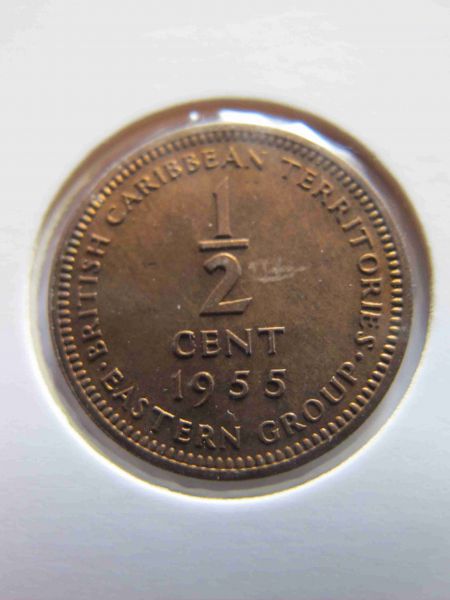 BRITISH CARIBBEAN TERRITORIES
1/2
CENT
1955
· EASTERN GROUP ·